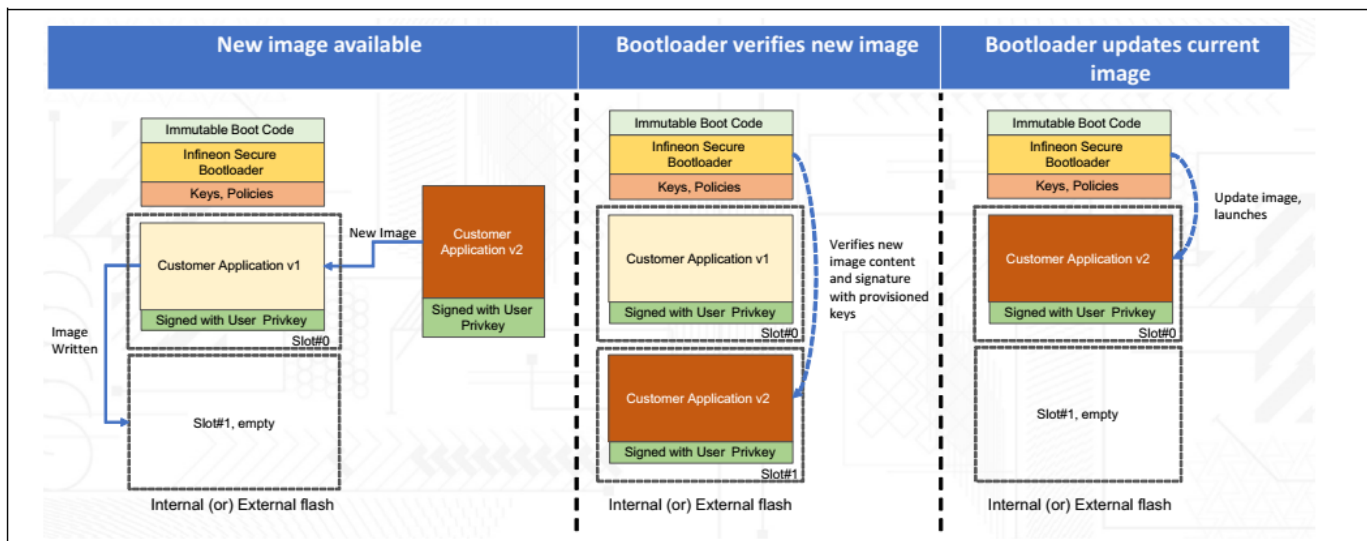 New image available
Bootloader verifies new image
Bootloader updates current
image
Immutable Boot Code
Infineon Secure
Bootloader
Keys, Policies
New Image
Customer
Application v2
Customer Application v1
Signed with User Privkey
Signed with User
Privkey
Slot#0
Image
Written
Slot#1, empty
Internal (or) External flash
Immutable Boot Code
Infineon Secure
Bootloader
Keys, Policies
Customer Application v1
Signed with User Privkey
Slot#0
Verifies new
image content
and signature
with provisioned
keys
Customer Application v2
Signed with User Privkey
Slot#1
Internal (or) External flash
Immutable Boot Code
Infineon Secure
Bootloader
Keys, Policies
Update image,
launches
Customer Application v2
Signed with User Privkey
Slot#0
Slot#1, empty
Internal (or) External flash